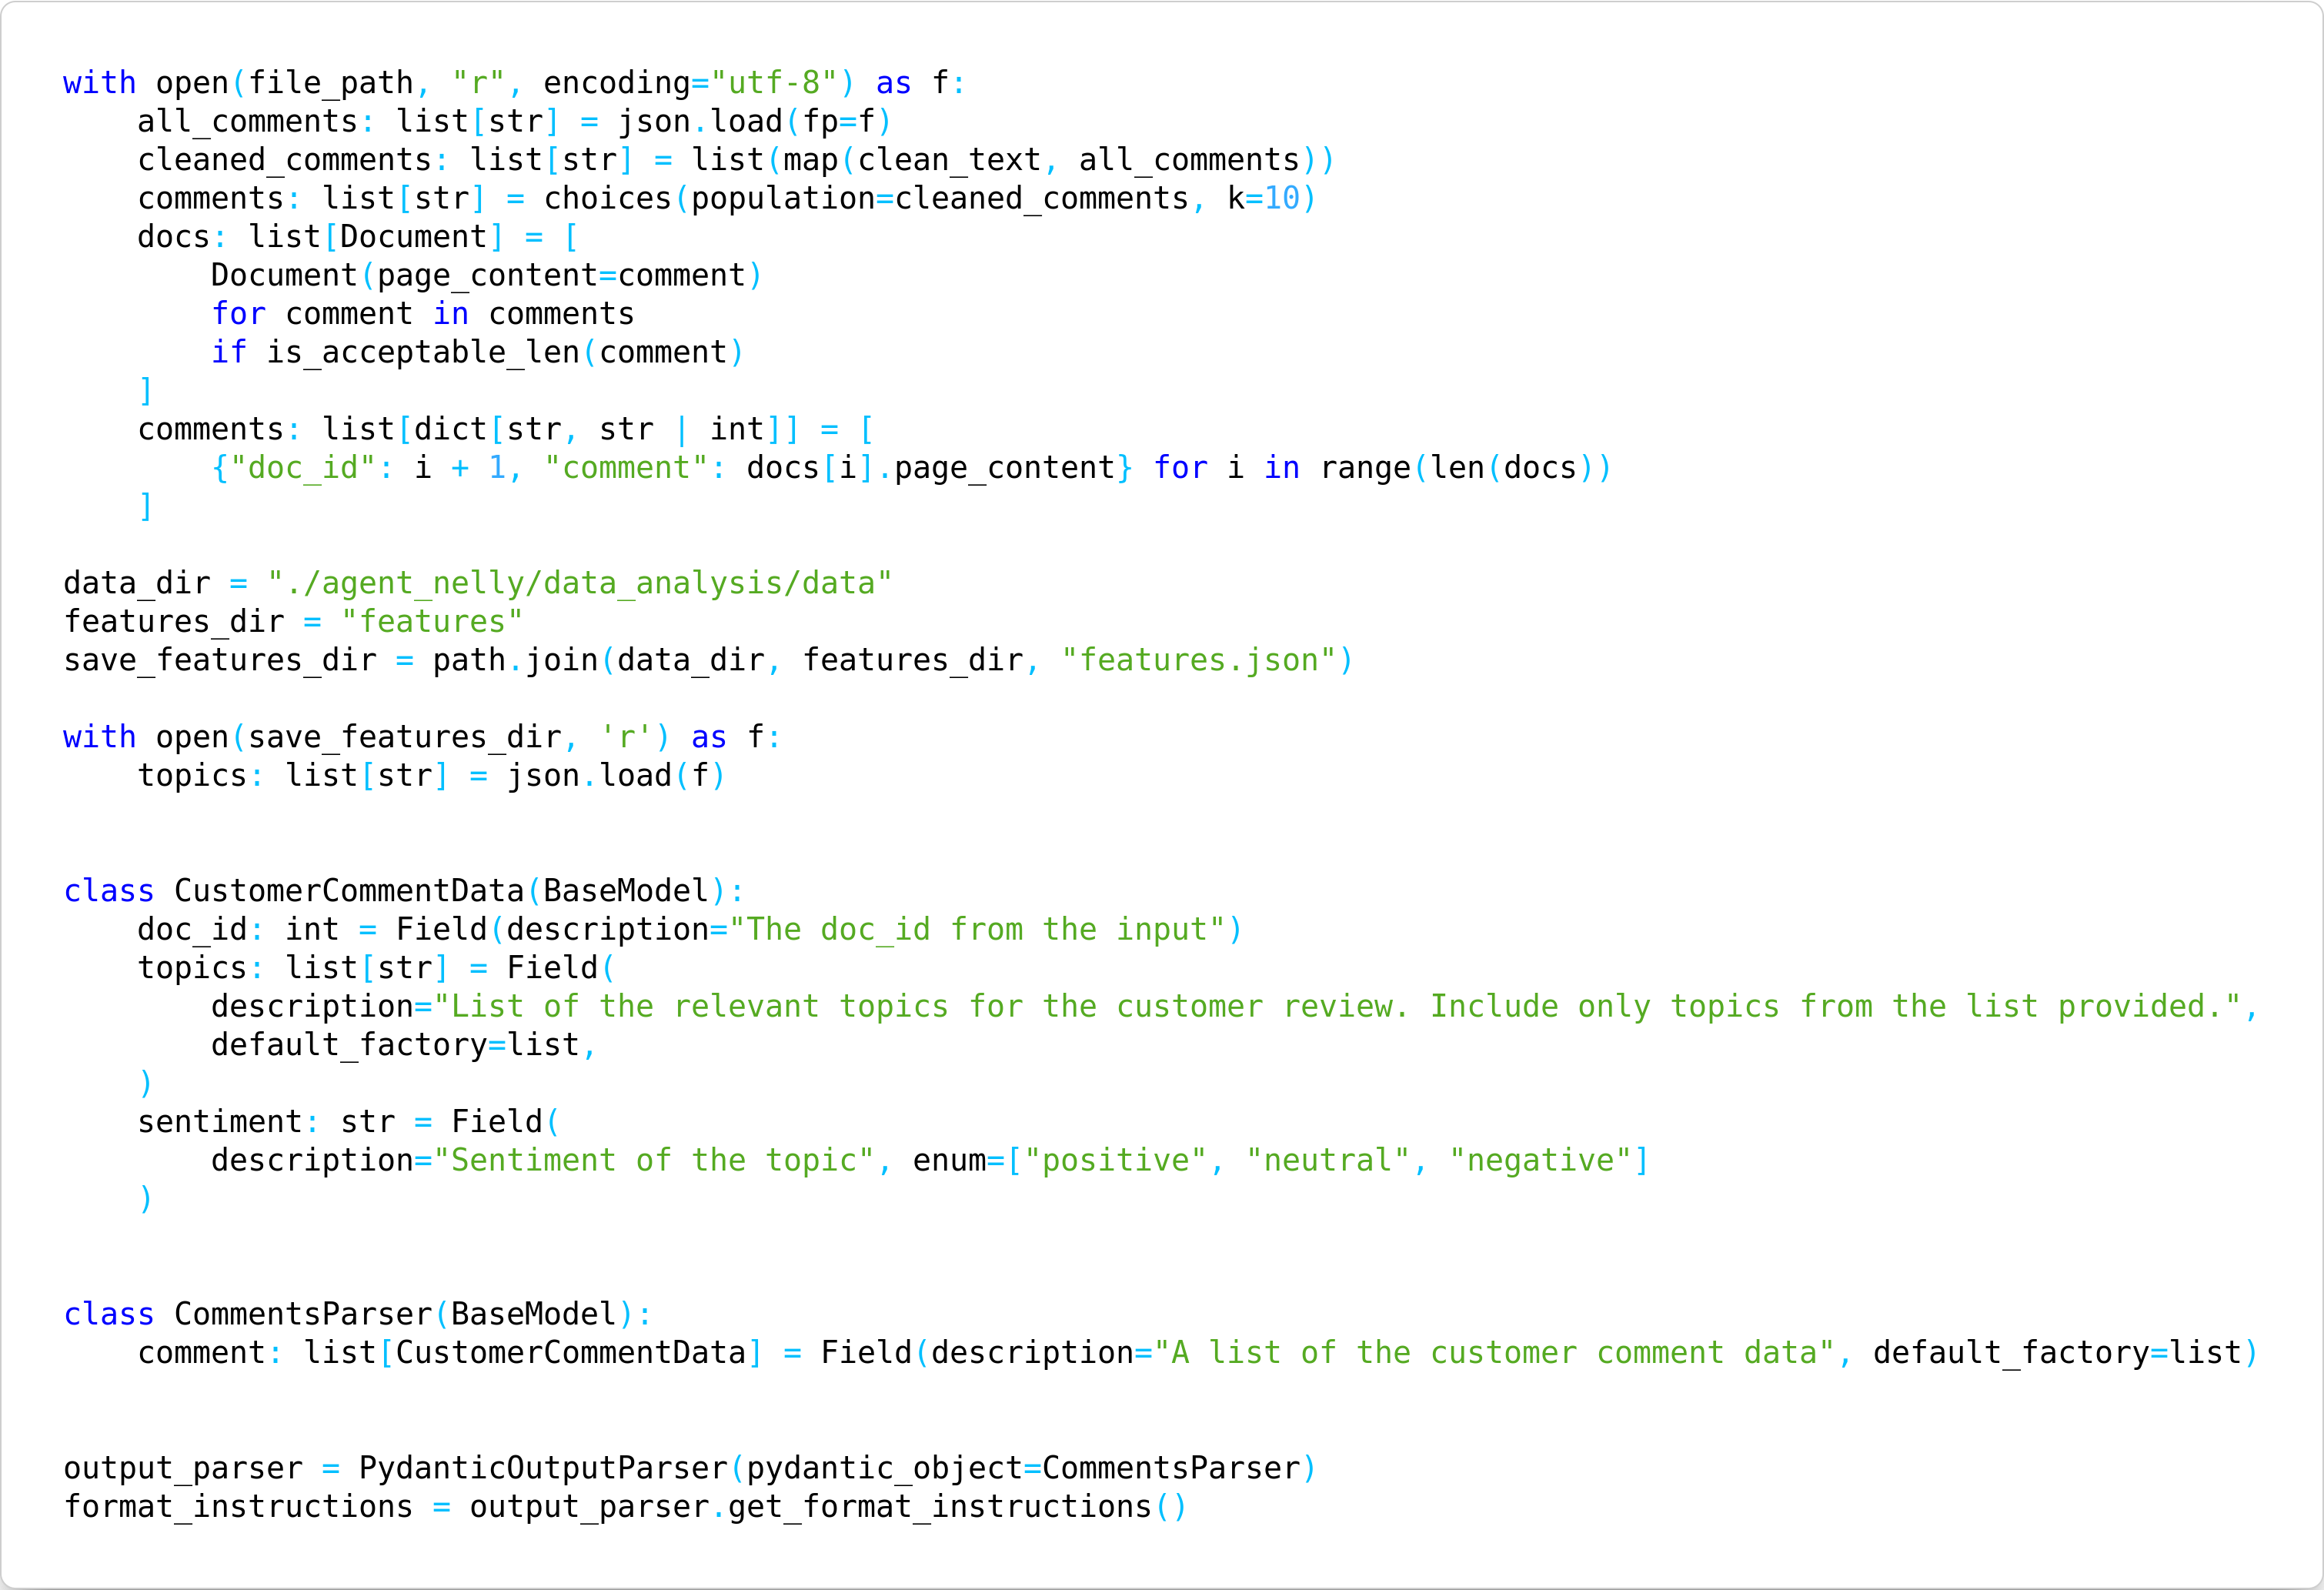 with open(file_path, "r", encoding="utf-8") as f:
    all_comments: list[str] = json.load(fp=f)
    cleaned_comments: list[str] = list(map(clean_text, all_comments))
    comments: list[str] = choices(population=cleaned_comments, k=10)
    docs: list[Document] = [
        Document(page_content=comment)
        for comment in comments
        if is_acceptable_len(comment)
    ]
    comments: list[dict[str, str | int]] = [
        {"doc_id": i + 1, "comment": docs[i].page_content} for i in range(len(docs))
    ]

data_dir = "./agent_nelly/data_analysis/data"
features_dir = "features"
save_features_dir = path.join(data_dir, features_dir, "features.json")

with open(save_features_dir, 'r') as f:
    topics: list[str] = json.load(f)


class CustomerCommentData(BaseModel):
    doc_id: int = Field(description="The doc_id from the input")
    topics: list[str] = Field(
        description="List of the relevant topics for the customer review. Include only topics from the list provided.",
        default_factory=list,
    )
    sentiment: str = Field(
        description="Sentiment of the topic", enum=["positive", "neutral", "negative"]
    )


class CommentsParser(BaseModel):
    comment: list[CustomerCommentData] = Field(description="A list of the customer comment data", default_factory=list)


output_parser = PydanticOutputParser(pydantic_object=CommentsParser)
format_instructions = output_parser.get_format_instructions()